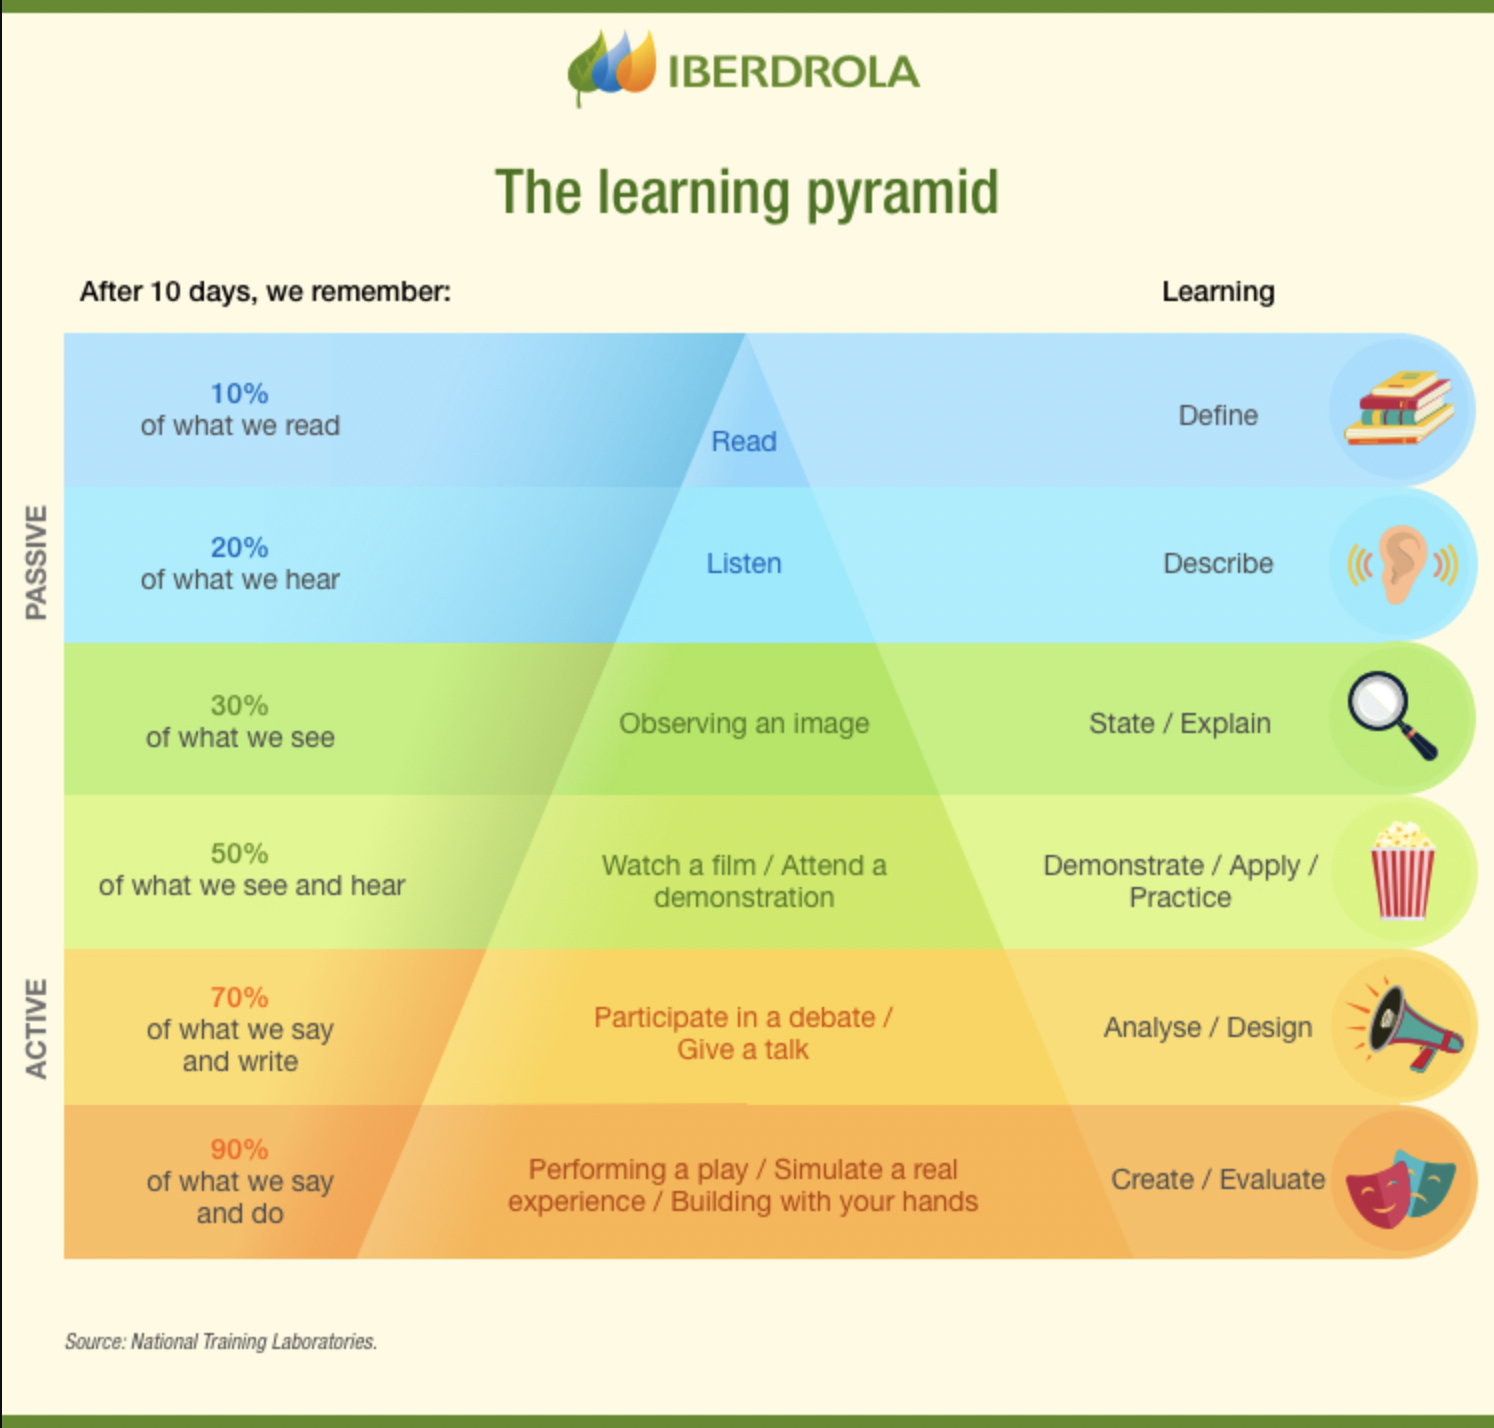 IBERDROLA
The learning pyramid
After 10 days, we remember:
Learning
PASSIVE
10%
of what we read
Read
Define
20%
of what we hear
Listen
Describe
30%
of what we see
Observing an image
State / Explain
50%
of what we see and hear
Watch a film / Attend a
demonstration
Demonstrate / Apply /
Practice
ACTIVE
70%
of what we say
and write
Participate in a debate /
Give a talk
Analyse / Design
90%
of what we say
and do
Performing a play / Simulate a real
experience / Building with your hands
Create / Evaluate
Source: National Training Laboratories.